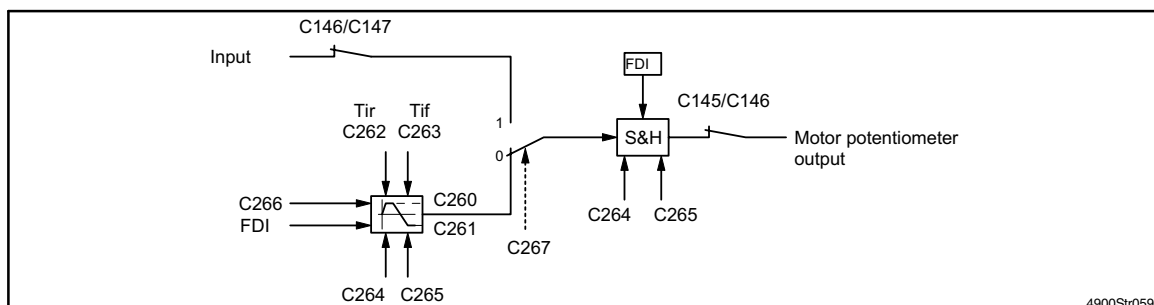 C146/C147
Input
FDI
C145/C146
Tir Tif
C262 C263
1
S&H
Motor potentiometer
output
0
C266
C260
C264 C265
FDI
C261
C267
C264 C265
4900Str059